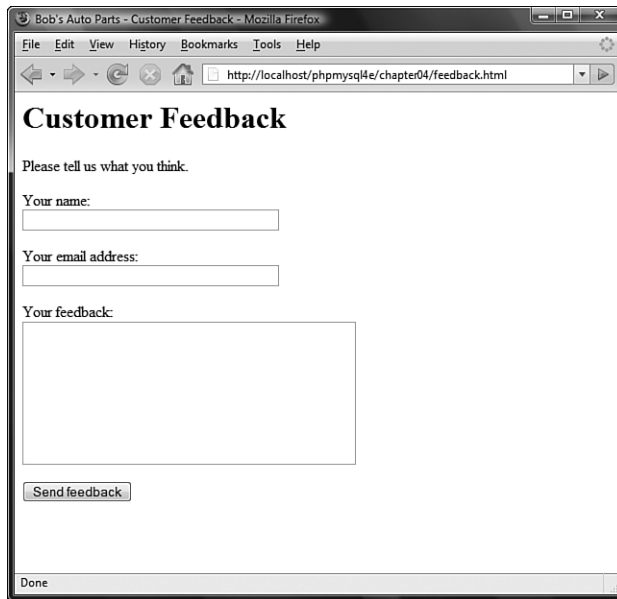 Bob's Auto Parts - Customer Feedback - Mozilla Firefox
File Edit View History Bookmarks Tools Help
http://localhost/phpmysql4e/chapter04/feedback.html
Customer Feedback
Please tell us what you think.
Your name:
Your email address:
Your feedback:
Send feedback
Done